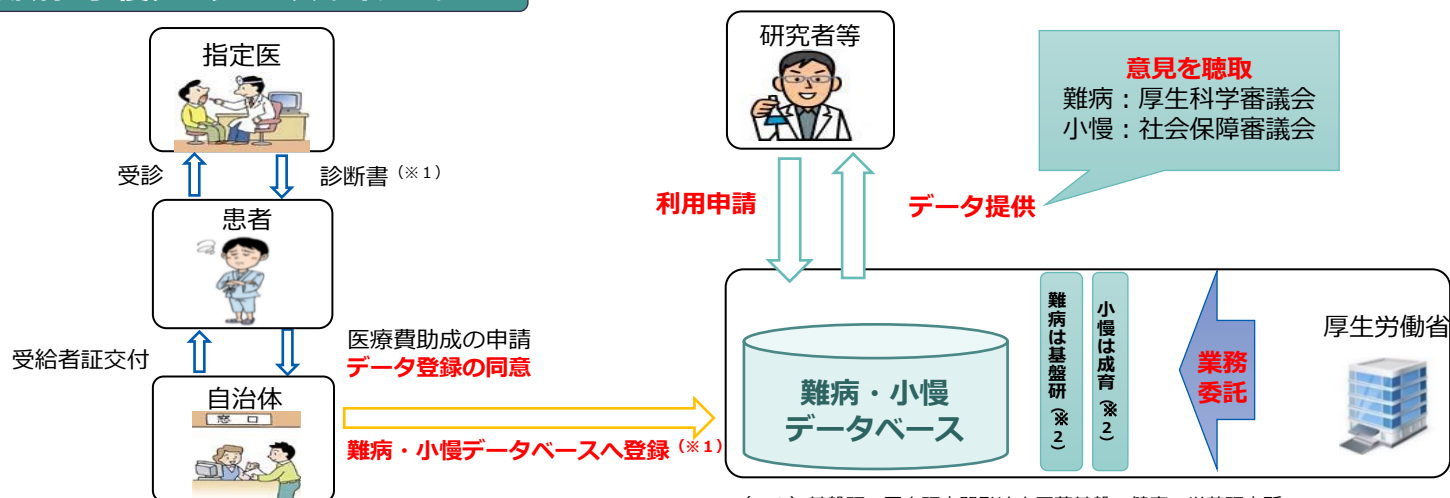 指定医
受診
診断書(※1)
患者
受給者証交付
医療費助成の申請
データ登録の同意
自治体
窓口
難病・小慢データベースへ登録(※1)
研究者等
意見を聴取
難病:厚生科学審議会
小慢:社会保障審議会
利用申請
データ提供
難病・小慢
データベース
難病は基盤研(※2)
小慢は成育(※2)
業務
委託
厚生労働省